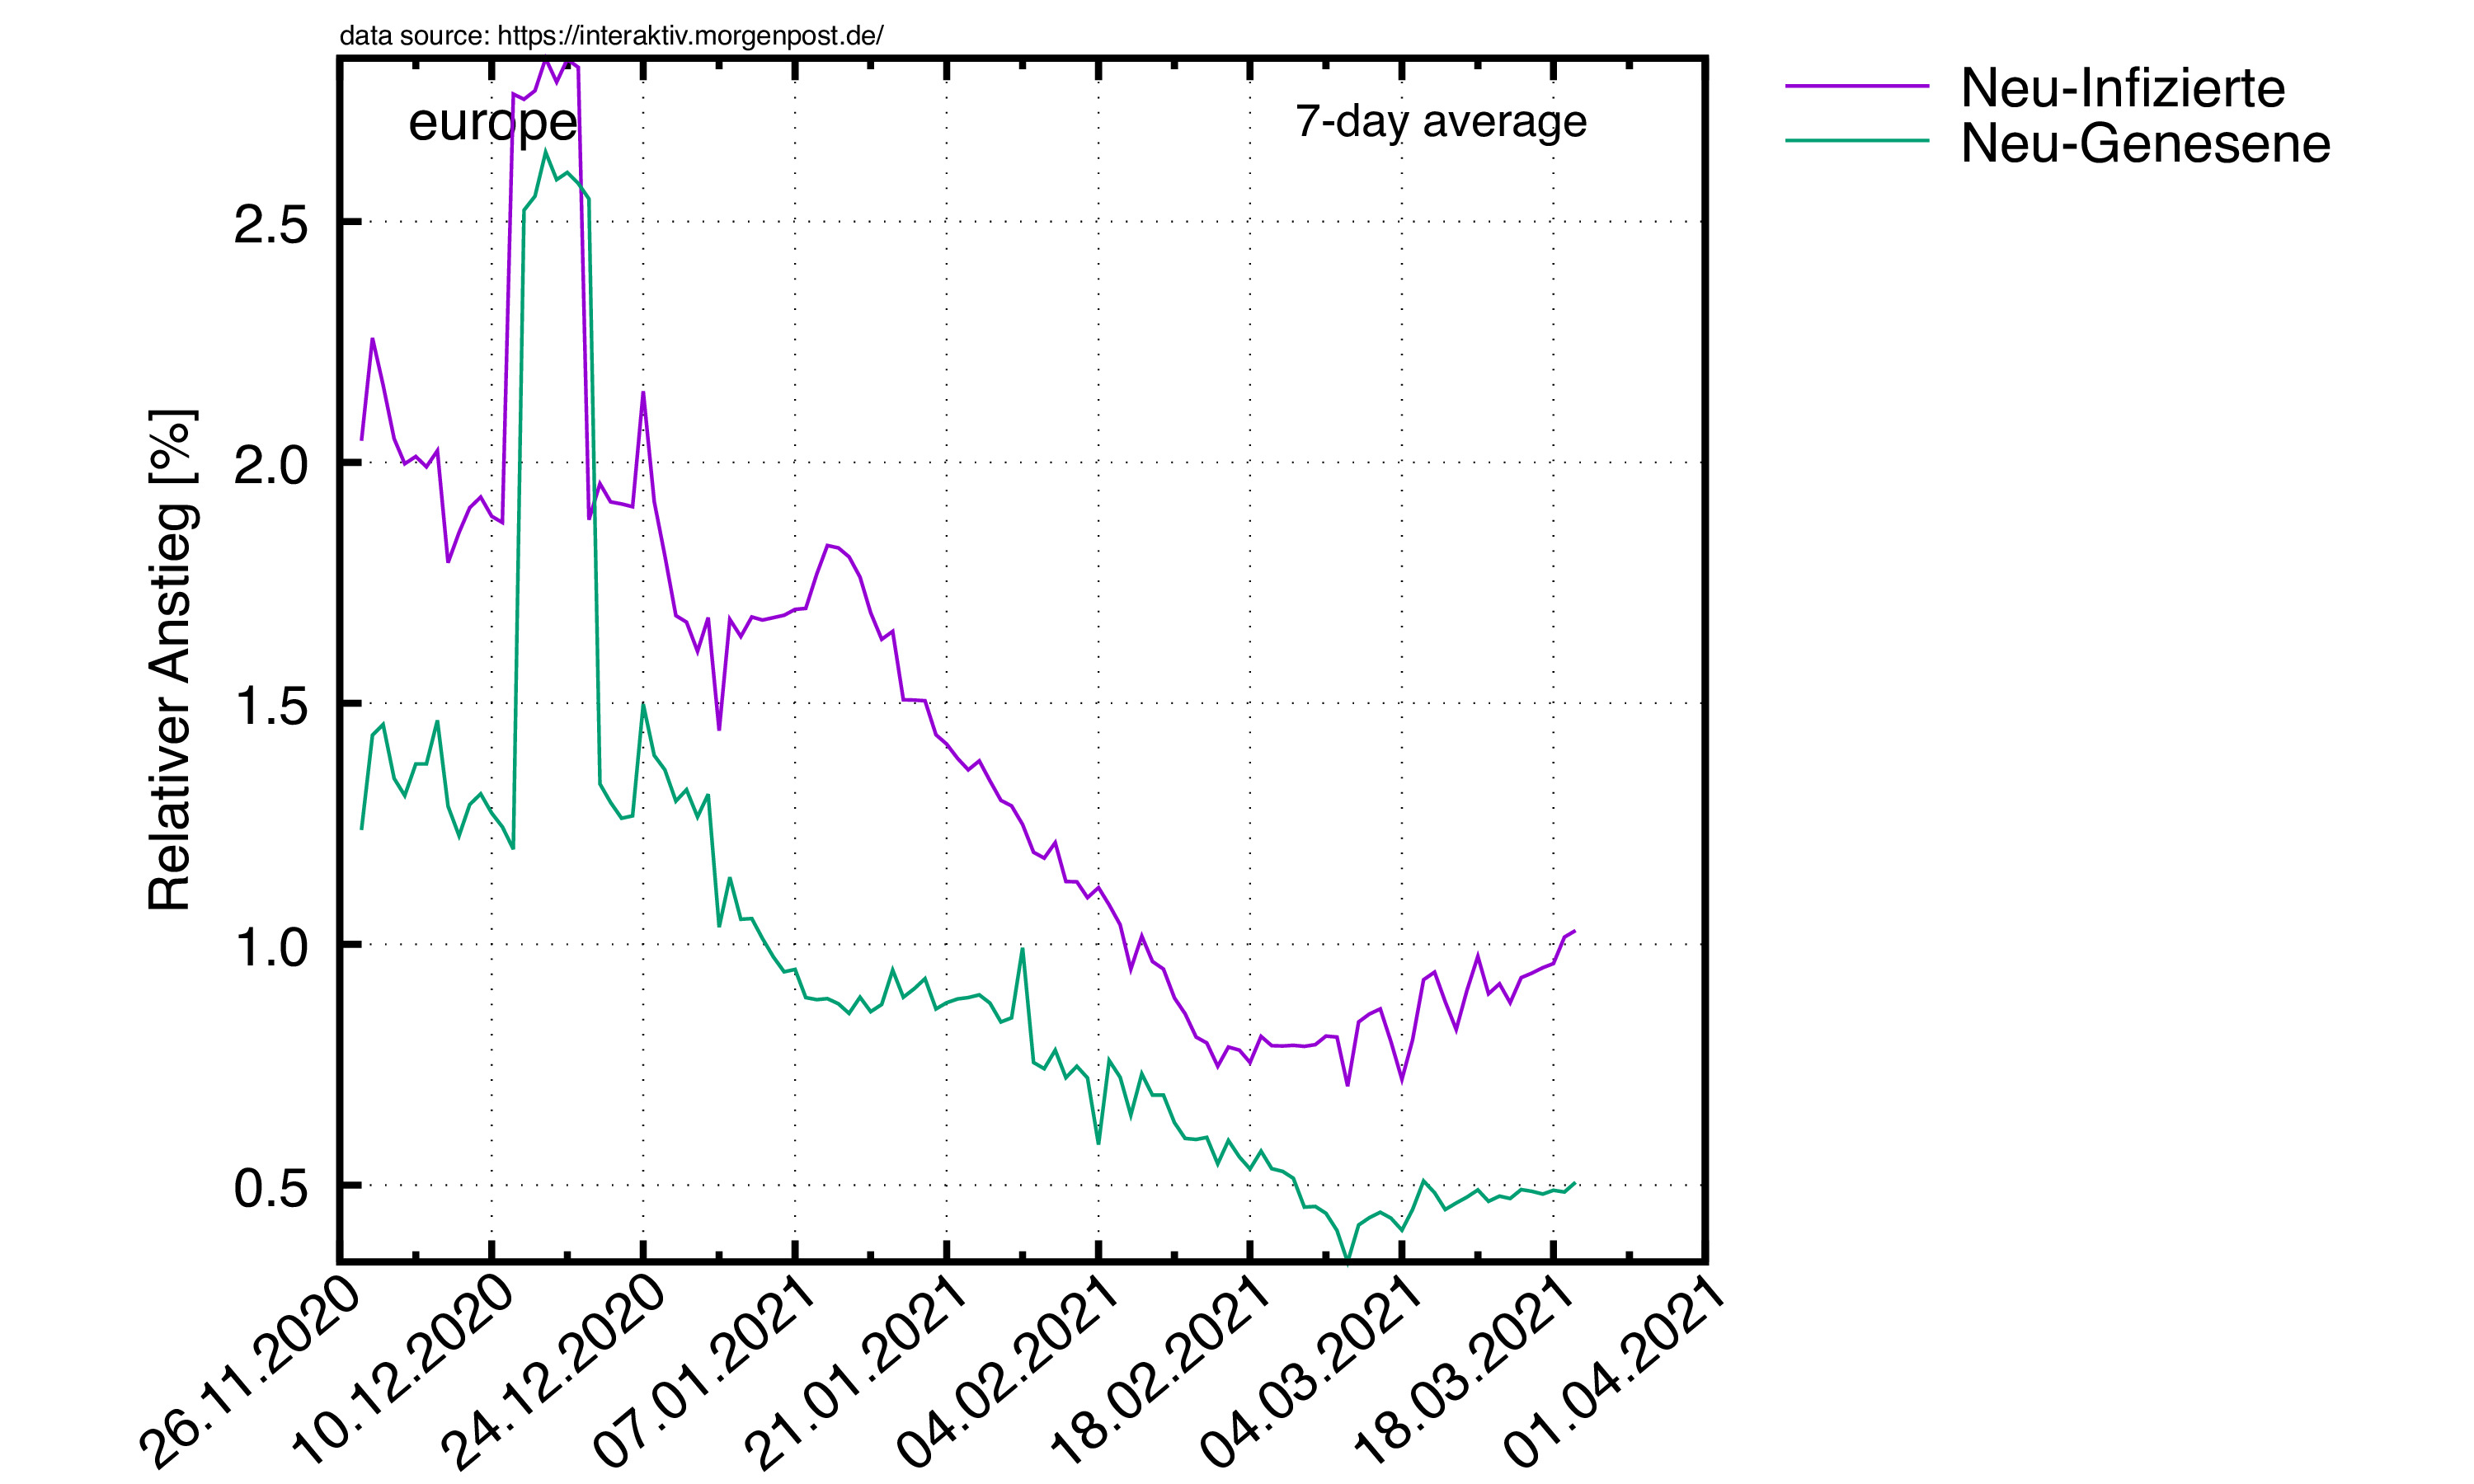 data source: https://interaktiv.morgenpost.de/
europe
7-day average
Neu-Infizierte
Neu-Genesene
Relativer Anstieg [%]
2.5
2.0
1.5
1.0
0.5
26.11.2020
10.12.2020
24.12.2020
07.01.2021
21.01.2021
04.02.2021
18.02.2021
04.03.2021
18.03.2021
01.04.2021